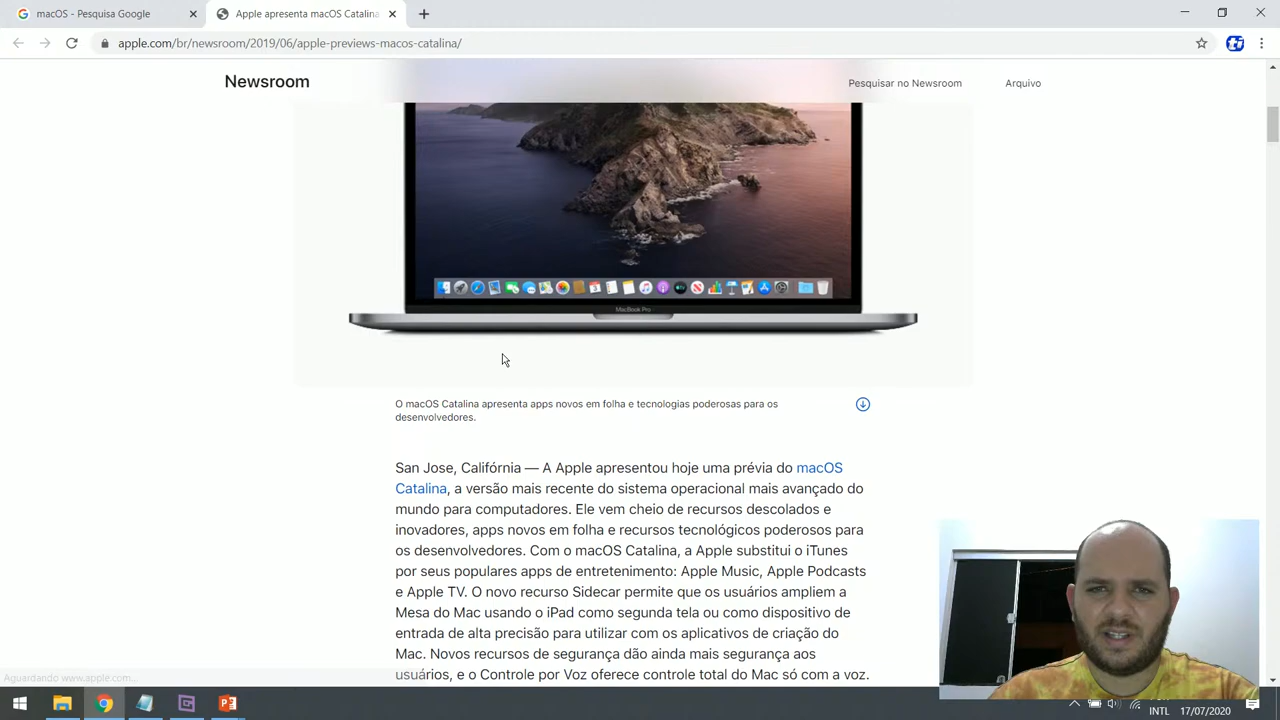 macOS - Pesquisa Google
Apple apresenta macOS Catalina
apple.com/br/newsroom/2019/06/apple-previews-macos-catalina/
Newsroom
Pesquisar no Newsroom
Arquivo
MacBook Pro
O macOS Catalina apresenta apps novos em folha e tecnologias poderosas para os
desenvolvedores.
San Jose, Califórnia — A Apple apresentou hoje uma prévia do macOS
Catalina, a versão mais recente do sistema operacional mais avançado do
mundo para computadores. Ele vem cheio de recursos descolados e
inovadores, apps novos em folha e recursos tecnológicos poderosos para
os desenvolvedores. Com o macOS Catalina, a Apple substitui o iTunes
por seus populares apps de entretenimento: Apple Music, Apple Podcasts
e Apple TV. O novo recurso Sidecar permite que os usuários ampliem a
Mesa do Mac usando o iPad como segunda tela ou como dispositivo de
entrada de alta precisão para utilizar com os aplicativos de criação do
Mac. Novos recursos de segurança dão ainda mais segurança aos
usuários, e o Controle por Voz oferece controle total do Mac só com a voz.
Aguardando www.apple.com...
INTL
17/07/2020